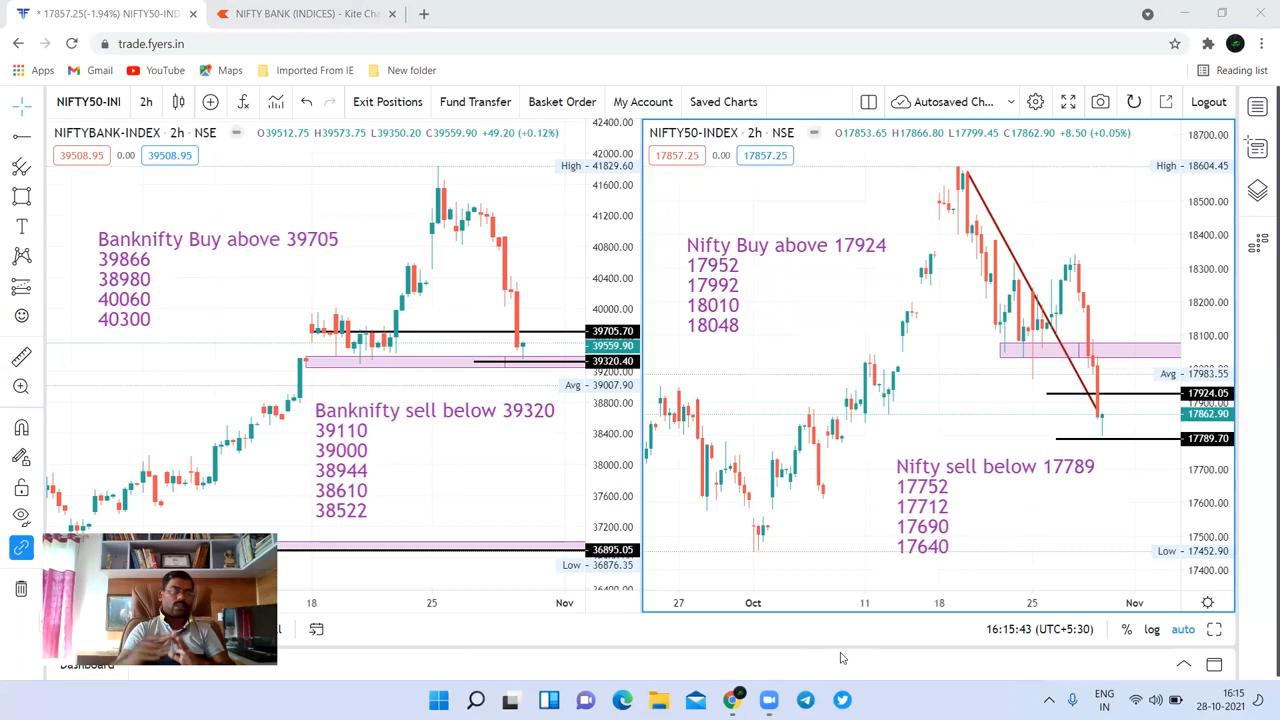 * 17857.25(-1.94%) NIFTY50-IND
NIFTY BANK (INDICES) - Kite Cha
trade.fyers.in
Apps
Gmail
YouTube
Maps
Imported From IE
New folder
Reading list
NIFTY50-INI
2h
Exit Positions
Fund Transfer
Basket Order
My Account
Saved Charts
Autosaved Ch...
Logout
NIFTYBANK-INDEX · 2h · NSE
O39512.75 H39573.75 L39350.20 C39559.90 +49.20 (+0.12%)
39508.95
0.00
39508.95
42400.00
42000.00
High
41829.60
41600.00
41200.00
40800.00
40400.00
40000.00
39705.70
39559.90
39320.40
39200.00
Avg
39007.90
38800.00
38400.00
38000.00
37600.00
37200.00
36895.05
Low
36876.35
36400.00
Banknifty Buy above 39705
39866
38980
40060
40300
Banknifty sell below 39320
39110
39000
38944
38610
38522
18
25
Nov
NIFTY50-INDEX · 2h · NSE
O17853.65 H17866.80 L17799.45 C17862.90 +8.50 (+0.05%)
17857.25
0.00
17857.25
18700.00
High
18604.45
18500.00
18400.00
18300.00
18200.00
18100.00
Avg
17983.55
17924.05
17900.00
17862.90
17789.70
17700.00
17600.00
17500.00
Low
17452.90
17400.00
Nifty Buy above 17924
17952
17992
18010
18048
Nifty sell below 17789
17752
17712
17690
17640
27
Oct
11
18
25
Nov
16:15:43 (UTC+5:30)
%
log
auto
Dashboard
ENG
IN
16:15
28-10-2021